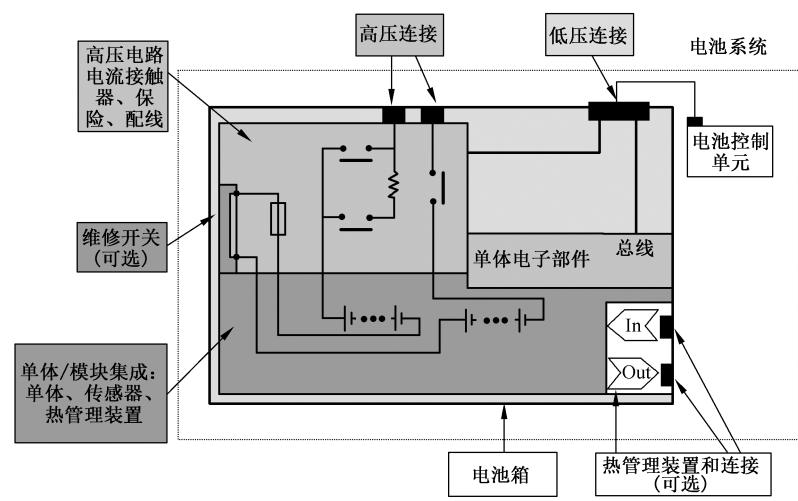 高压连接
低压连接
电池系统
高压电路
电流接触
器、保
险、配线
电池控制
单元
维修开关
(可选)
单体电子部件
总线
In
Out
单体/模块集成：
单体、传感器、
热管理装置
电池箱
热管理装置和连接
(可选)